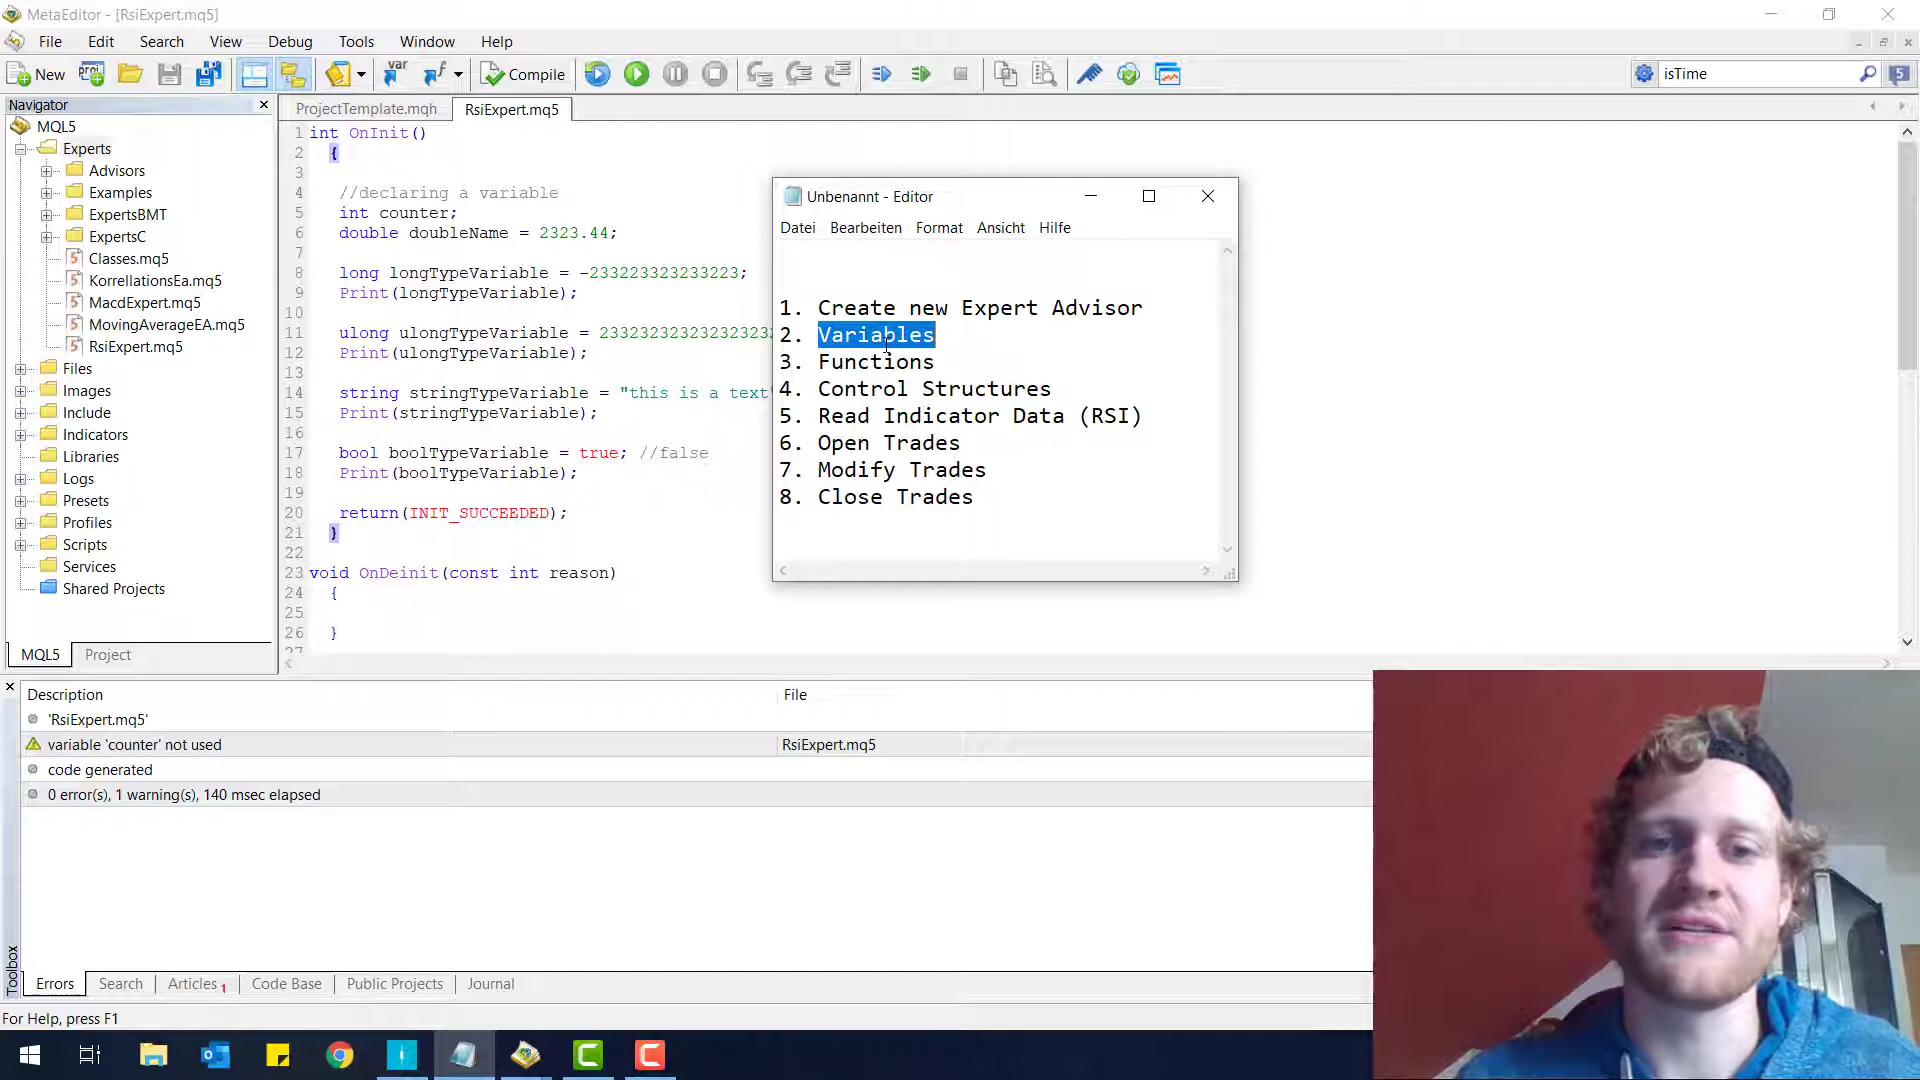 MetaEditor - [RsiExpert.mq5]
File Edit Search View Debug Tools Window Help
New Compile isTime 5
Navigator
MQL5
Experts
Advisors
Examples
ExpertsBMT
ExpertsC
Classes.mq5
KorrellationsEa.mq5
MacdExpert.mq5
MovingAverageEA.mq5
RsiExpert.mq5
Files
Images
Include
Indicators
Libraries
Logs
Presets
Profiles
Scripts
Services
Shared Projects
MQL5 Project
ProjectTemplate.mqh RsiExpert.mq5
1 int OnInit()
2 {
3
4 //declaring a variable
5 int counter;
6 double doubleName = 2323.44;
7
8 long longTypeVariable = -233223323233223;
9 Print(longTypeVariable);
10
11 ulong ulongTypeVariable = 23323232323232323
12 Print(ulongTypeVariable);
13
14 string stringTypeVariable = "this is a text
15 Print(stringTypeVariable);
16
17 bool boolTypeVariable = true; //false
18 Print(boolTypeVariable);
19
20 return(INIT_SUCCEEDED);
21 }
22
23 void OnDeinit(const int reason)
24 {
25
26 }
Unbenannt - Editor
Datei Bearbeiten Format Ansicht Hilfe
1. Create new Expert Advisor
2. Variables
3. Functions
4. Control Structures
5. Read Indicator Data (RSI)
6. Open Trades
7. Modify Trades
8. Close Trades
Description File
'RsiExpert.mq5'
variable 'counter' not used RsiExpert.mq5
code generated
0 error(s), 1 warning(s), 140 msec elapsed
Toolbox
Errors Search Articles 1 Code Base Public Projects Journal
For Help, press F1